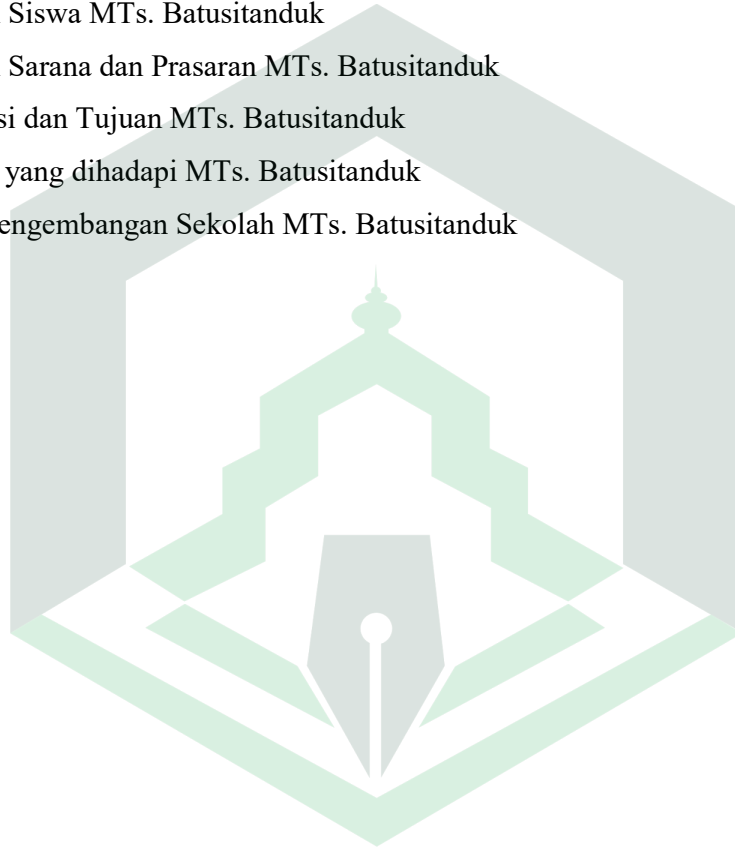 Siswa MTs. Batusitanduk
Sarana dan Prasaran MTs. Batusitanduk
si dan Tujuan MTs. Batusitanduk
yang dihadapi MTs. Batusitanduk
engembangan Sekolah MTs. Batusitanduk